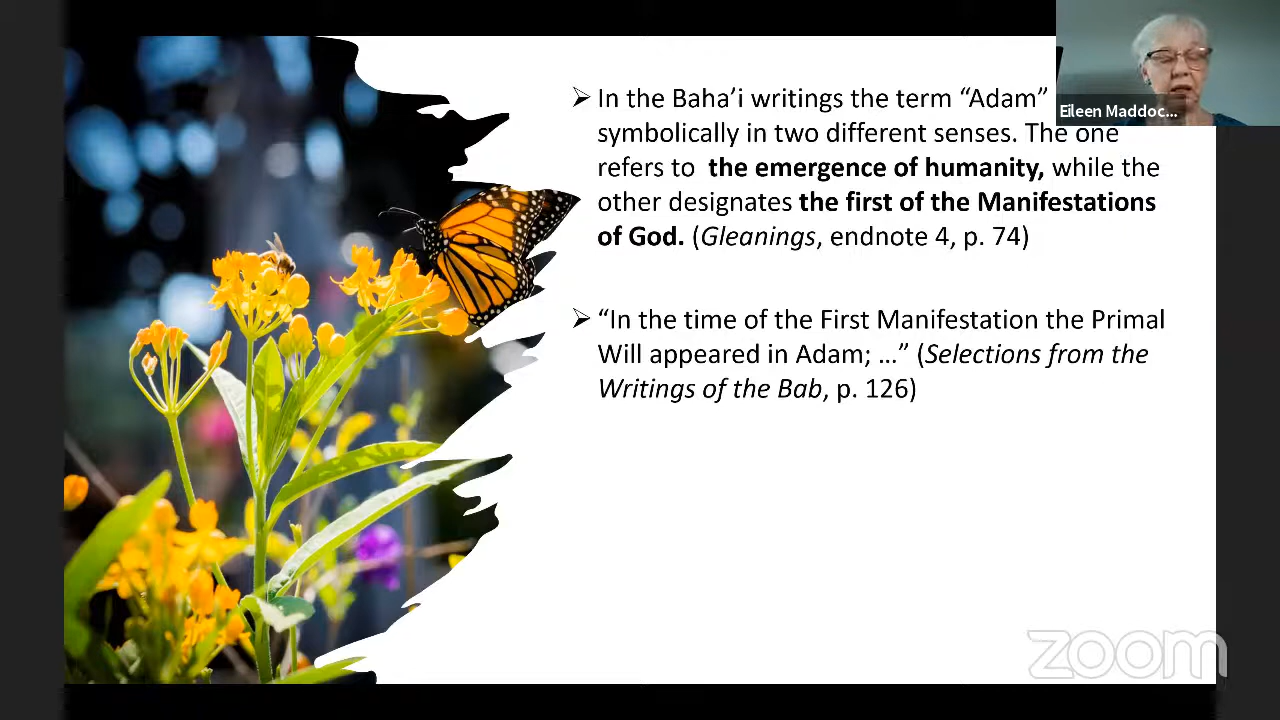 Eileen Maddoc...
➢ In the Baha’i writings the term “Adam”
symbolically in two different senses. The one
refers to the emergence of humanity, while the
other designates the first of the Manifestations
of God. (Gleanings, endnote 4, p. 74)
➢ “In the time of the First Manifestation the Primal
Will appeared in Adam; …” (Selections from the
Writings of the Bab, p. 126)
zoom